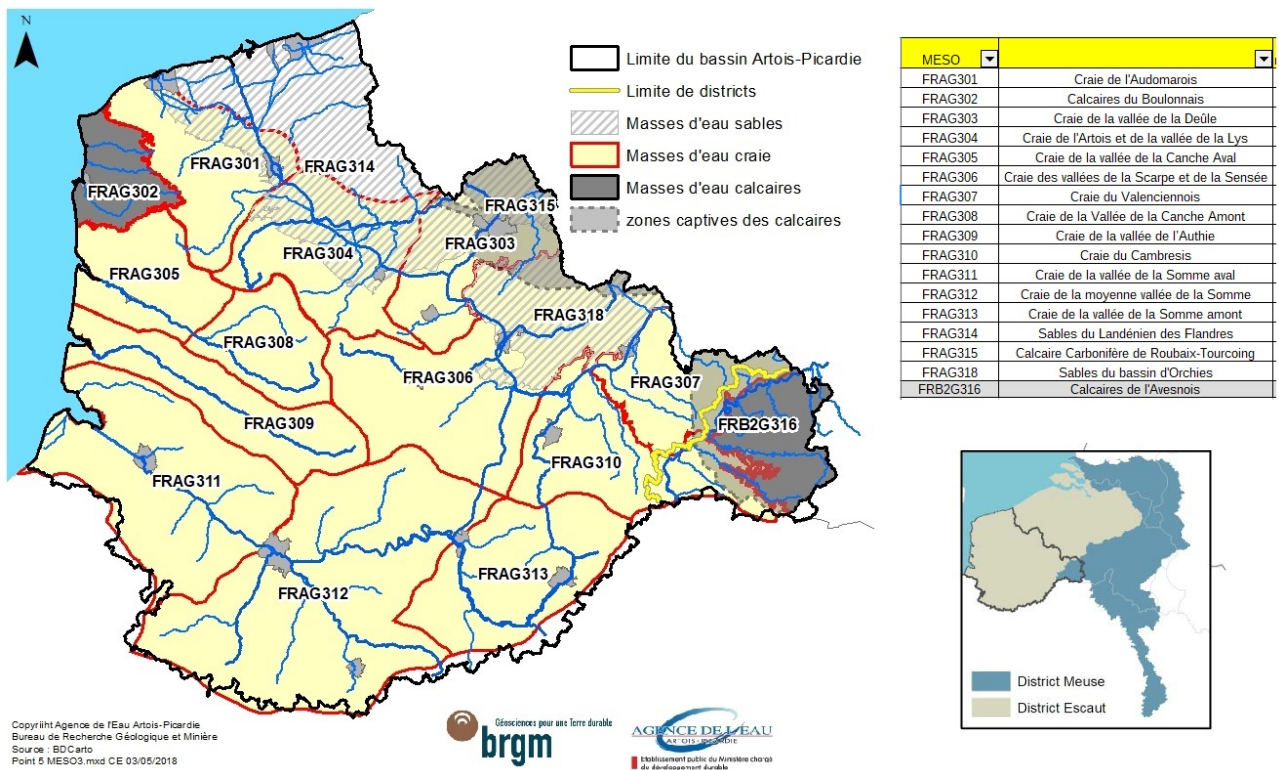 N
Limite du bassin Artois-Picardie
Limite de districts
Masses d'eau sables
Masses d'eau craie
Masses d'eau calcaires
zones captives des calcaires
FRAG301
FRAG314
FRAG302
FRAG315
FRAG303
FRAG304
FRAG305
FRAG318
FRAG308
FRAG306
FRAG307
FRAG309
FRB2G316
FRAG310
FRAG311
FRAG313
FRAG312
MESO
FRAG301 Craie de l'Audomarois
FRAG302 Calcaires du Boulonnais
FRAG303 Craie de la vallée de la Deûle
FRAG304 Craie de l'Artois et de la vallée de la Lys
FRAG305 Craie de la vallée de la Canche Aval
FRAG306 Craie des vallées de la Scarpe et de la Sensée
FRAG307 Craie du Valenciennois
FRAG308 Craie de la Vallée de la Canche Amont
FRAG309 Craie de la vallée de l'Authie
FRAG310 Craie du Cambresis
FRAG311 Craie de la vallée de la Somme aval
FRAG312 Craie de la moyenne vallée de la Somme
FRAG313 Craie de la vallée de la Somme amont
FRAG314 Sables du Landénien des Flandres
FRAG315 Calcaire Carbonifère de Roubaix-Tourcoing
FRAG318 Sables du bassin d'Orchies
FRB2G316 Calcaires de l'Avesnois
District Meuse
District Escaut
Copyriiht Agence de l'Eau Artois-Picardie
Bureau de Recherche Géologique et Minière
Source : BDCarto
Point 5 MESO3.mxd CE 03/05/2018
Géosciences pour une Terre durable
brgm
AGENCE DE L'EAU
ARTOIS-PICARDIE
Etablissement public du Ministère chargé
du développement durable